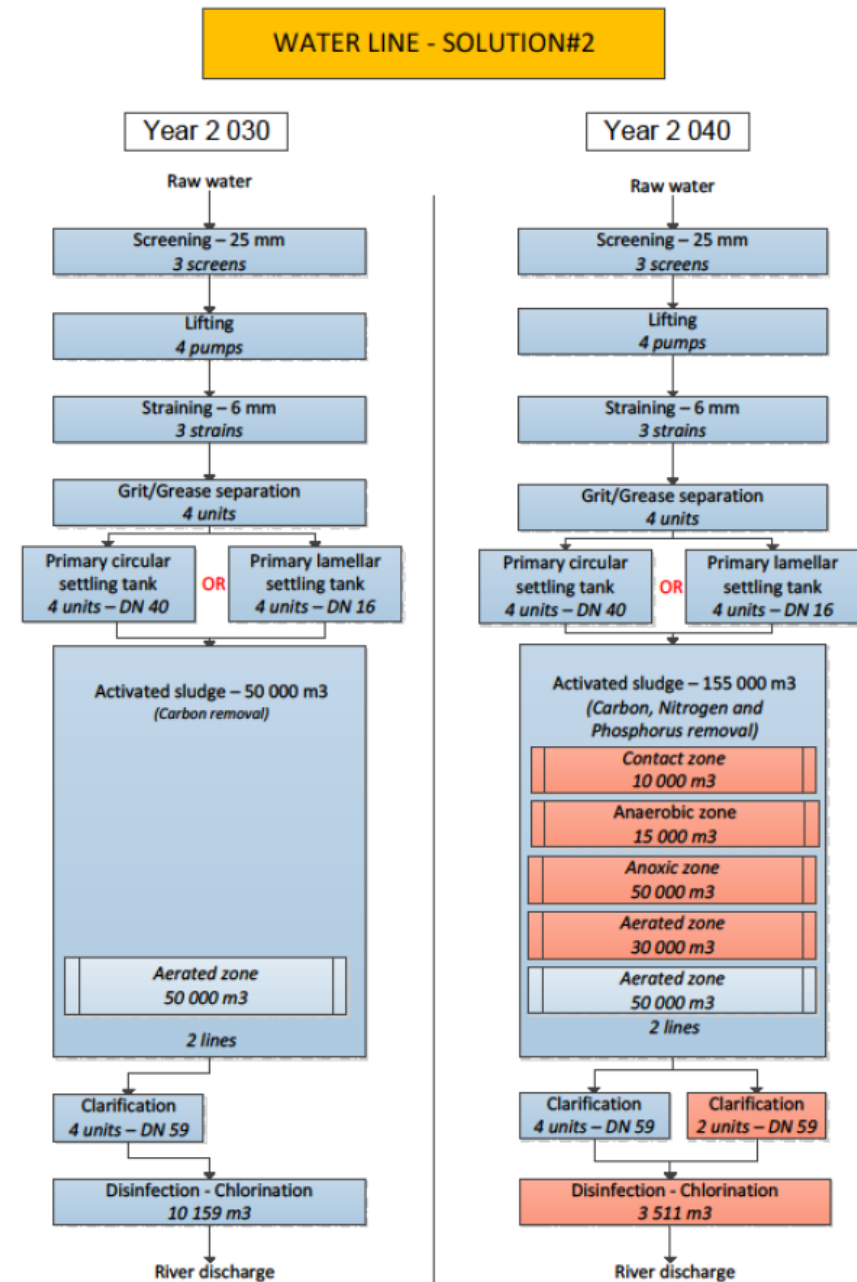 WATER LINE - SOLUTION#2
Year 2 030
Raw water
Screening – 25 mm
3 screens
Lifting
4 pumps
Straining – 6 mm
3 strains
Grit/Grease separation
4 units
Primary circular
settling tank
4 units – DN 40
OR
Primary lamellar
settling tank
4 units – DN 16
Activated sludge – 50 000 m3
(Carbon removal)
Aerated zone
50 000 m3
2 lines
Clarification
4 units – DN 59
Disinfection - Chlorination
10 159 m3
River discharge
Year 2 040
Raw water
Screening – 25 mm
3 screens
Lifting
4 pumps
Straining – 6 mm
3 strains
Grit/Grease separation
4 units
Primary circular
settling tank
4 units – DN 40
OR
Primary lamellar
settling tank
4 units – DN 16
Activated sludge – 155 000 m3
(Carbon, Nitrogen and
Phosphorus removal)
Contact zone
10 000 m3
Anaerobic zone
15 000 m3
Anoxic zone
50 000 m3
Aerated zone
30 000 m3
Aerated zone
50 000 m3
2 lines
Clarification
4 units – DN 59
Clarification
2 units – DN 59
Disinfection - Chlorination
3 511 m3
River discharge